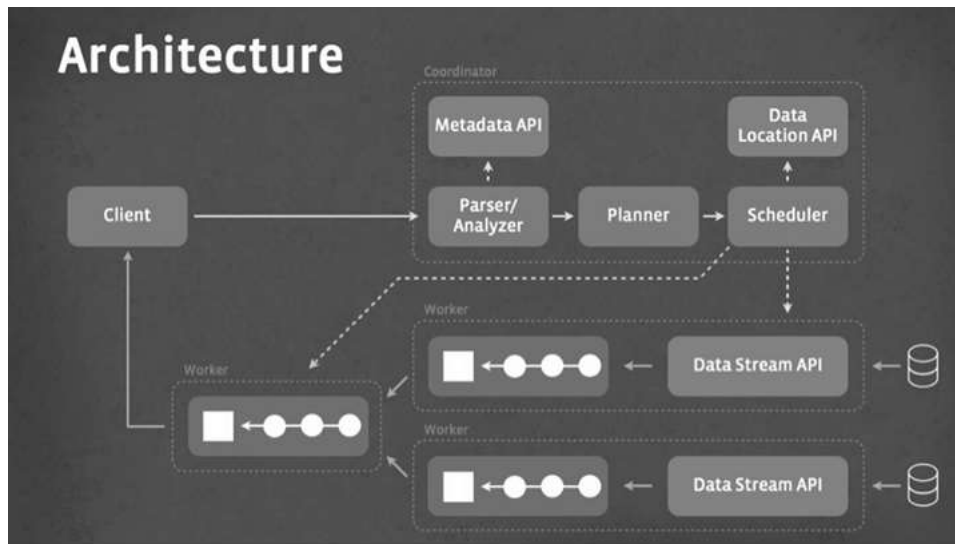 Architecture
Coordinator
Metadata API
Data
Location API
Client
Parser/
Analyzer
Planner
Scheduler
Worker
Data Stream API
Worker
Worker
Data Stream API